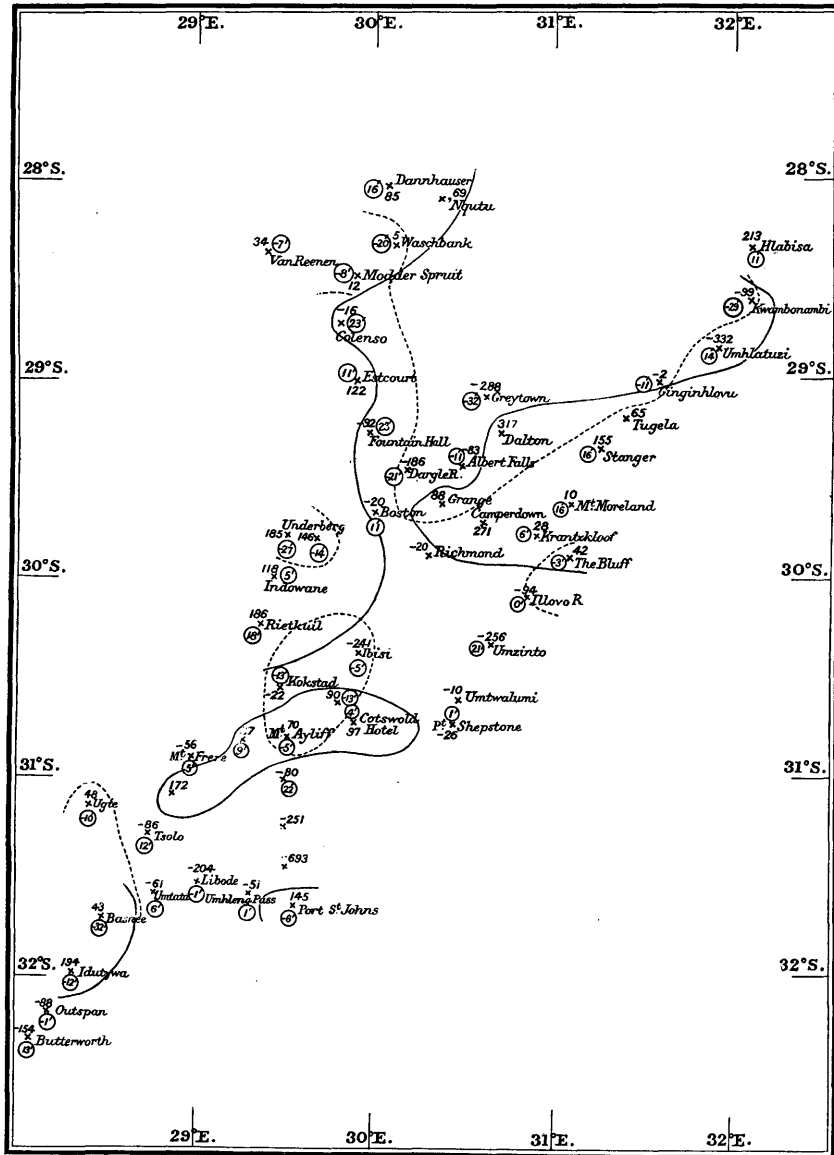 29°E. 30°E. 31°E. 32°E.
28°S. 28°S.
16' Dannhauser
85
69
Nqutu
-7'
34
Van Reenen
-20' 5
Waschbank
-8' Modder Spruit
12
213
Hlabisa
11'
-39
-29' Kwambonambi
-16
23'
Colenso
-332
14' Umhlatuzi
29°S. 29°S.
11' Estcourt
122
-288
-32' Greytown
-2
-11' Ginginhlovu
65
Tugela
-32 23'
Fountain Hall
317
Dalton
155
16' Stanger
-83
-11' Albert Falls
-186
-21' Dargle R.
88 Grange
-20
Boston
11'
Camperdown
271
10
16' Mt. Moreland
28
6' Krantzkloof
Underberg
185 146
-27' -14'
-20 Richmond
42
-3' The Bluff
30°S. 30°S.
118 5'
Indowane
-94
0' Illovo R.
186
Rietkuil
18'
-241
Ibisi
-5'
-256
21' Umzinto
-13'
Kokstad
-22
90 -13'
4' Cotswold
Hotel
97
-10
Umtwalumi
1'
Pt. Shepstone
-26
7
9'
Mt. 70
Ayliff
-5'
-56
Mt. Frere
5'
31°S. 31°S.
172
-80
22'
48
Ugie
-10'
-251
-86
Tsolo
12'
-693
-204
Libode
-1'
-61
Umtata
6'
-51
Umhleng Pass
1'
145
Port St. Johns
-6'
43
Basnee
-32'
32°S. 32°S.
194
Idutywa
-12'
-88
Outspan
-1'
-154
Butterworth
13'
29°E. 30°E. 31°E. 32°E.